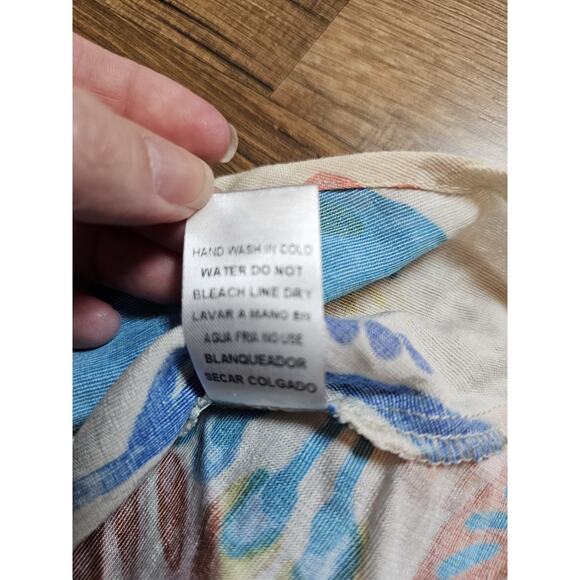 HAND WASH IN COLD
WATER DO NOT
BLEACH LINE DRY
LAVAR A MANO EN
AGUA FRIA NO USE
BLANQUEADOR
SECAR COLGADO